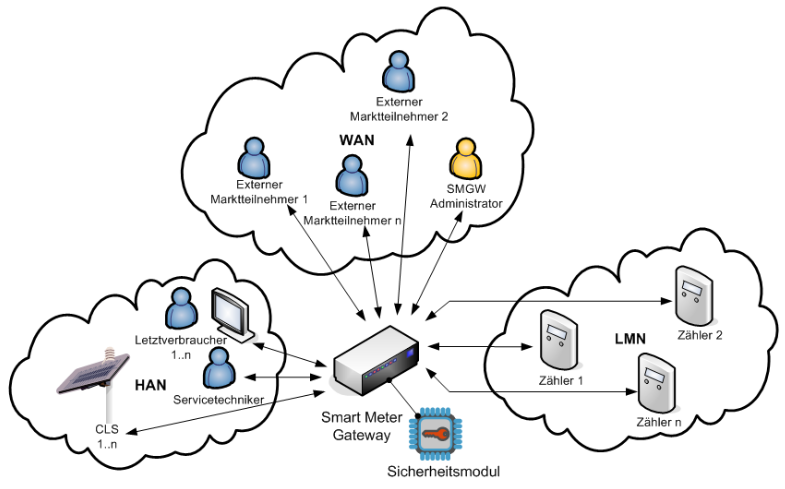 Externer
Marktteilnehmer 2
WAN
Externer
Marktteilnehmer 1
Externer
Marktteilnehmer n
SMGW
Administrator
Letztverbraucher
1..n
HAN
Servicetechniker
CLS
1..n
Smart Meter
Gateway
Sicherheitsmodul
Zähler 2
LMN
Zähler 1
Zähler n